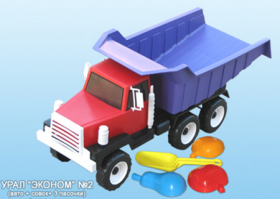 УРАЛ "ЭКОНОМ" №2
(авто + совок+ 3 пасочки)